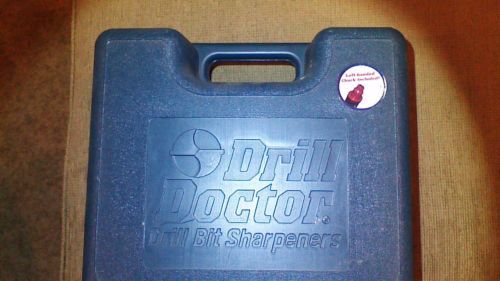 Left-handed
Chuck Included!
Drill
Doctor®
Drill Bit Sharpeners